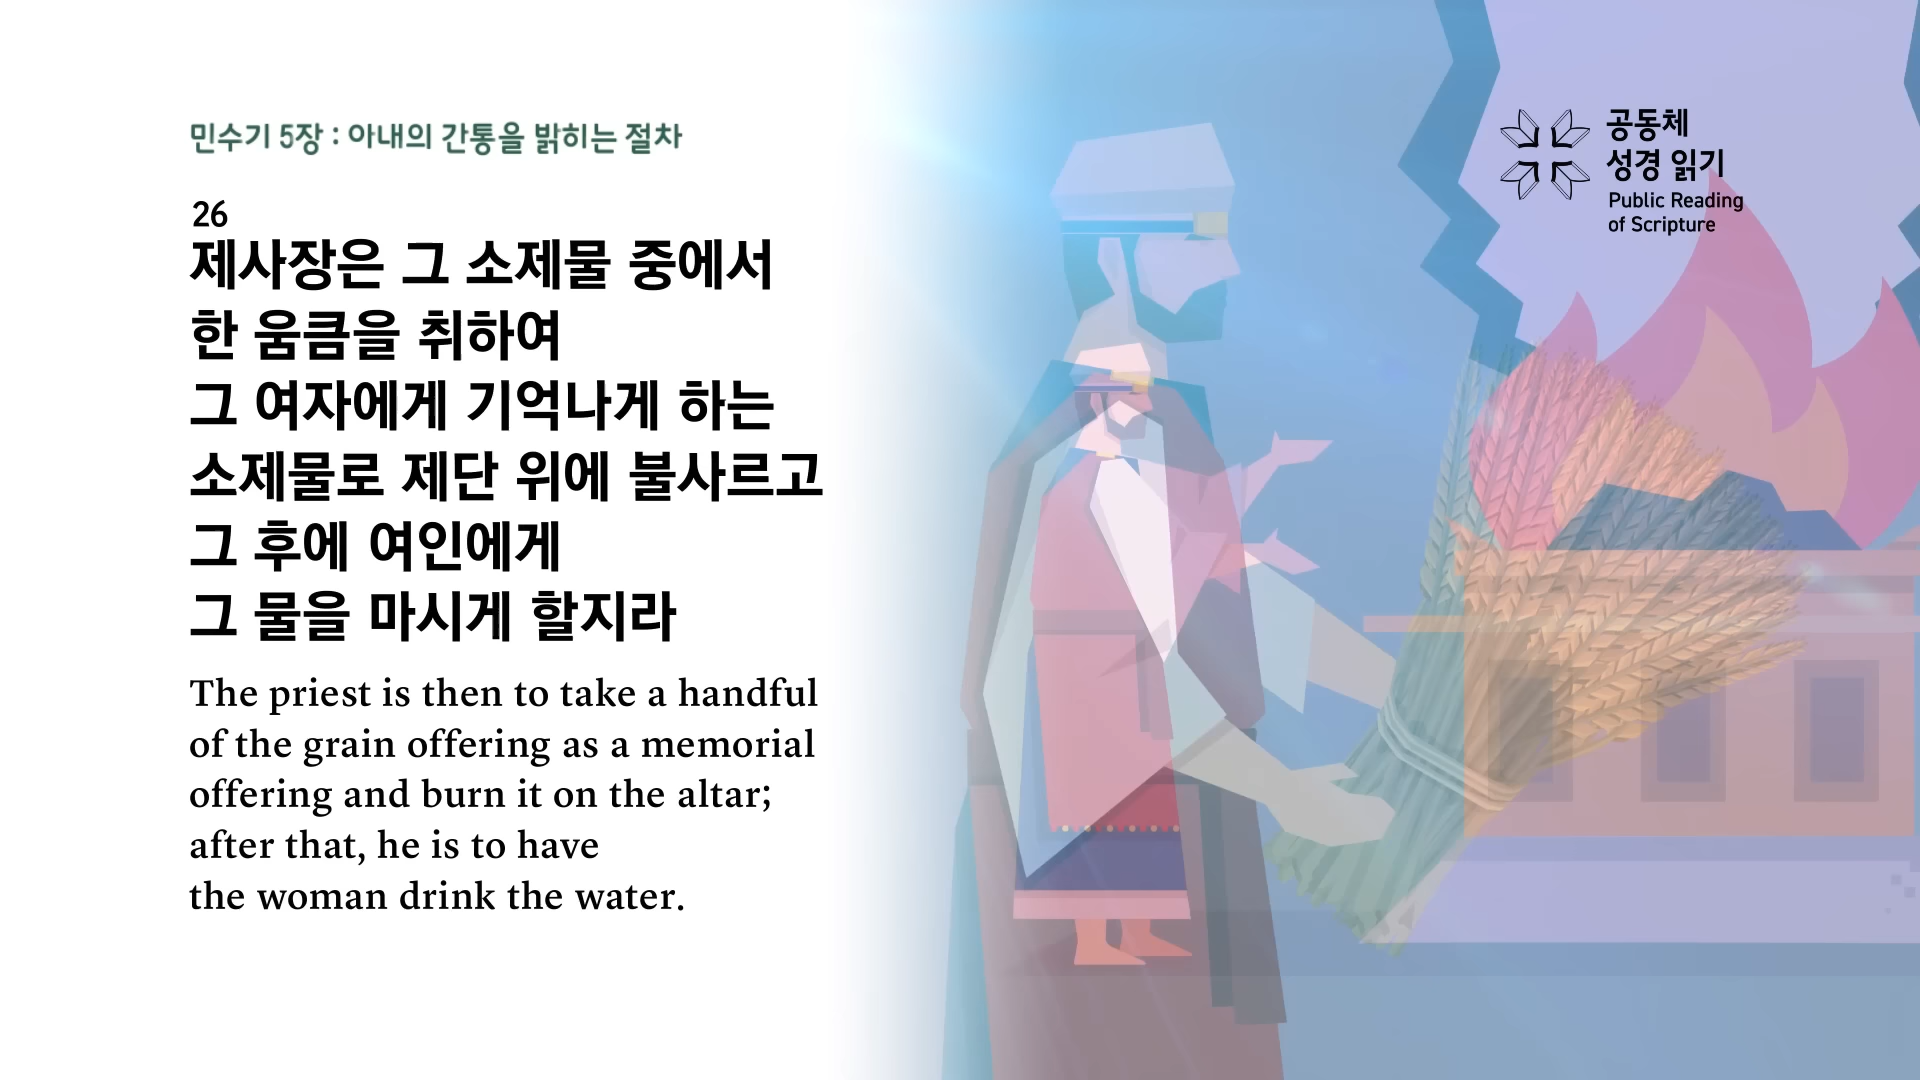 민수기 5장 : 아내의 간통을 밝히는 절차
26
제사장은 그 소제물 중에서
한 움큼을 취하여
그 여자에게 기억나게 하는
소제물로 제단 위에 불사르고
그 후에 여인에게
그 물을 마시게 할지라
The priest is then to take a handful
of the grain offering as a memorial
offering and burn it on the altar;
after that, he is to have
the woman drink the water.
공동체
성경 읽기
Public Reading
of Scripture